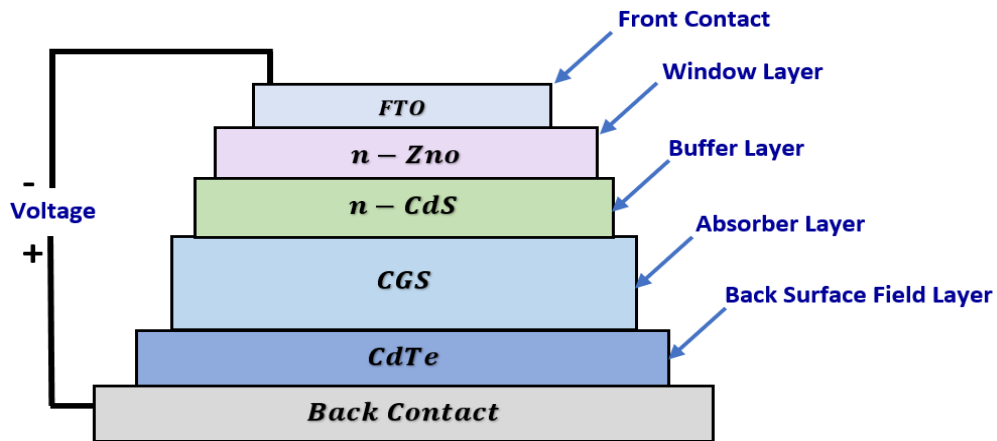 Front Contact
Window Layer
FTO
n − Zno
Buffer Layer
-
Voltage
+
n − CdS
Absorber Layer
CGS
Back Surface Field Layer
CdTe
Back Contact